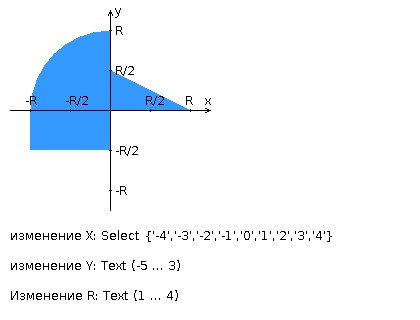 y
R
R/2
-R -R/2 R/2 R x
-R/2
-R
изменение X: Select {'-4','-3','-2','-1','0','1','2','3','4'}
изменение Y: Text (-5 ... 3)
Изменение R: Text (1 ... 4)